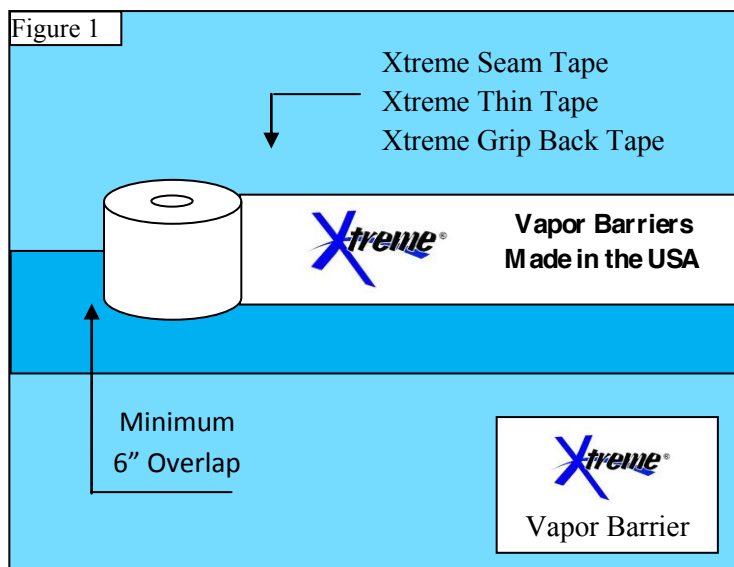 Figure 1
Xtreme Seam Tape
Xtreme Thin Tape
Xtreme Grip Back Tape
Xtreme®
Vapor Barriers
Made in the USA
Minimum
6” Overlap
Xtreme®
Vapor Barrier